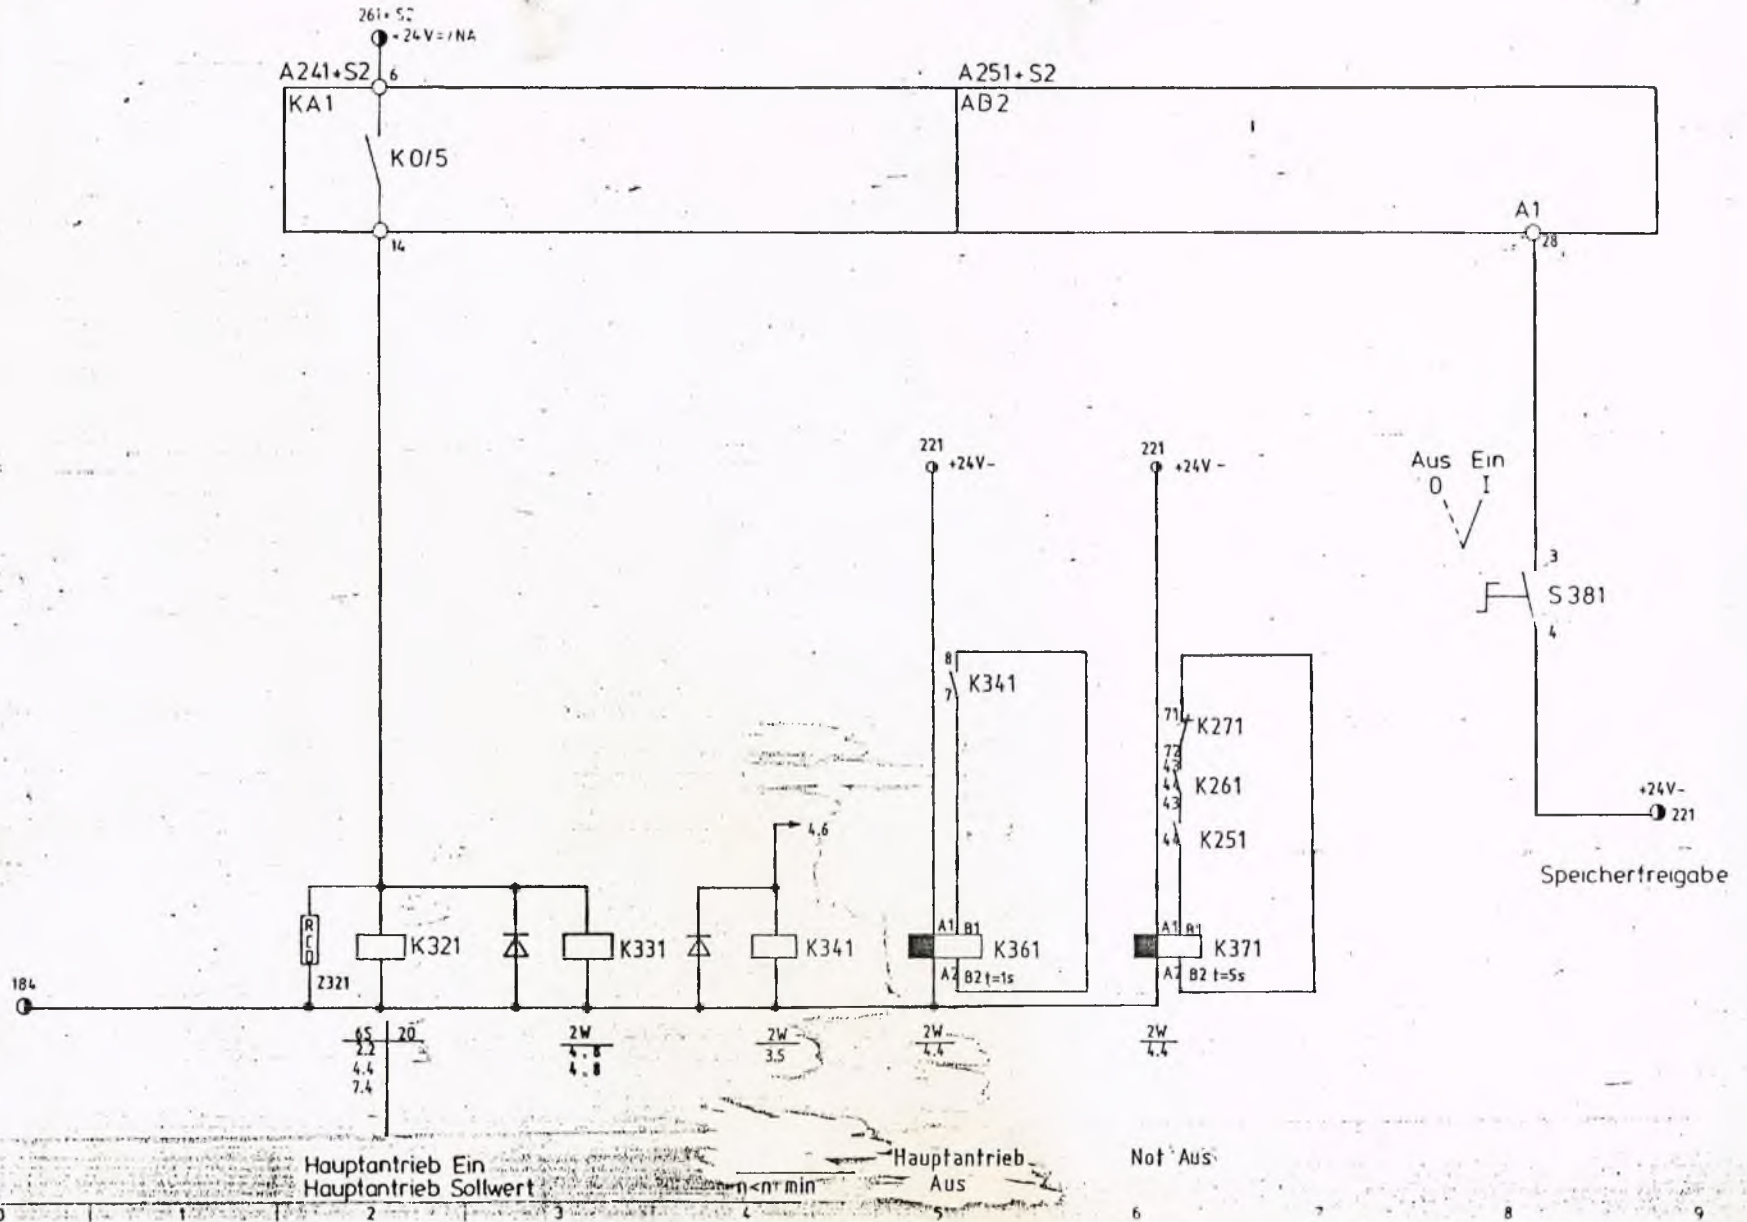 261+S2
+24V=/NA
A241+S2 6
A251+S2
KA1
AB2
K0/5
A1
14
28
221
+24V-
221
+24V-
Aus Ein
0 I
3
S381
4
8
K341
7
71
K271
72
43
44
K261
43
K251
44
+24V-
221
4.6
Speicherfreigabe
A1 B1
A1 B1
K321
K331
K341
K361
K371
A2 B2 t=1s
A2 B2 t=5s
184
Z321
6S 20
2.2
4.4
7.4
2W
4.8
4.8
2W
3.5
2W
4.4
2W
4.4
Hauptantrieb Ein
Hauptantrieb Sollwert
n<n min
Hauptantrieb
Aus
Not Aus
1 2 3 4 5 6 7 8 9